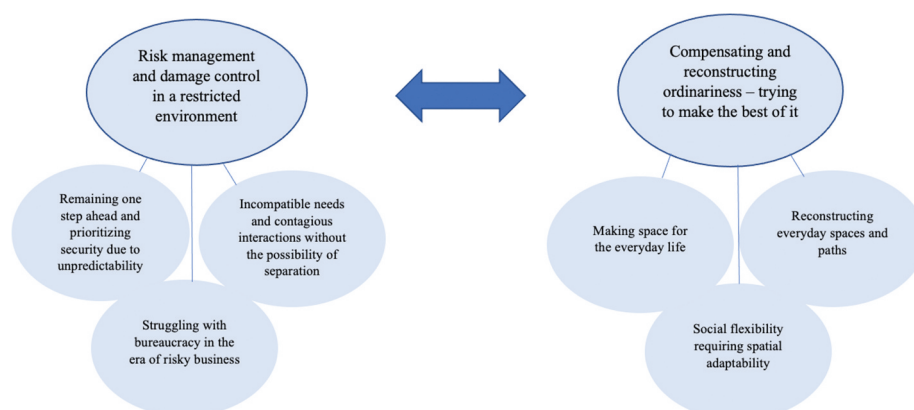 Risk management
and damage control
in a restricted
environment
Compensating and
reconstructing
ordinariness – trying
to make the best of it
Remaining one
step ahead and
prioritizing
security due to
unpredictability
Incompatible needs
and contagious
interactions without
the possibility of
separation
Struggling with
bureaucracy in the
era of risky business
Making space for
the everyday life
Reconstructing
everyday spaces and
paths
Social flexibility
requiring spatial
adaptability